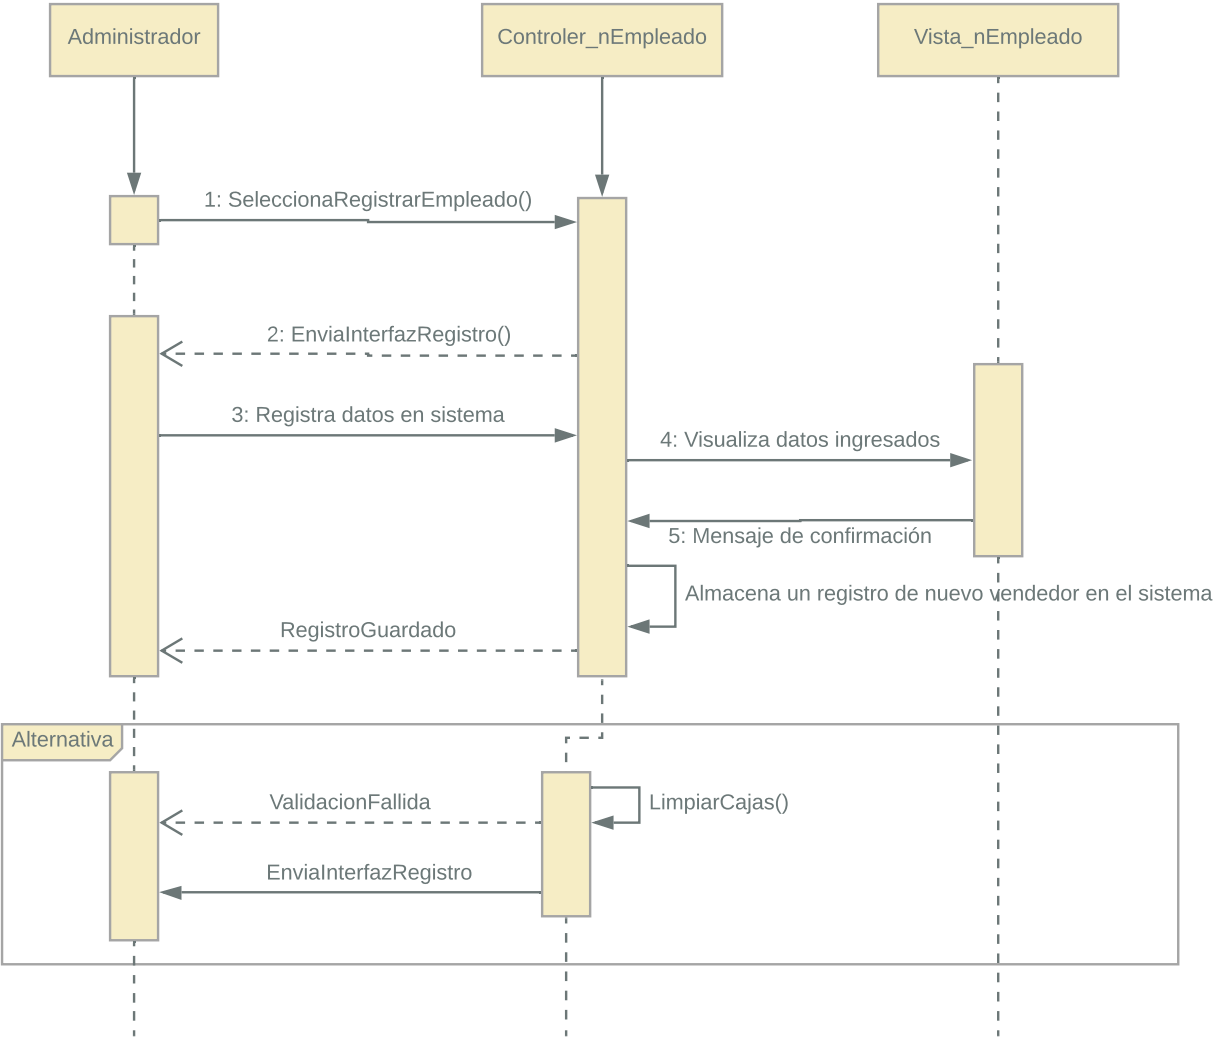 Administrador
Controler_nEmpleado
Vista_nEmpleado
1: SeleccionaRegistrarEmpleado()
2: EnviaInterfazRegistro()
3: Registra datos en sistema
4: Visualiza datos ingresados
5: Mensaje de confirmación
Almacena un registro de nuevo vendedor en el sistema
RegistroGuardado
Alternativa
ValidacionFallida
LimpiarCajas()
EnviaInterfazRegistro